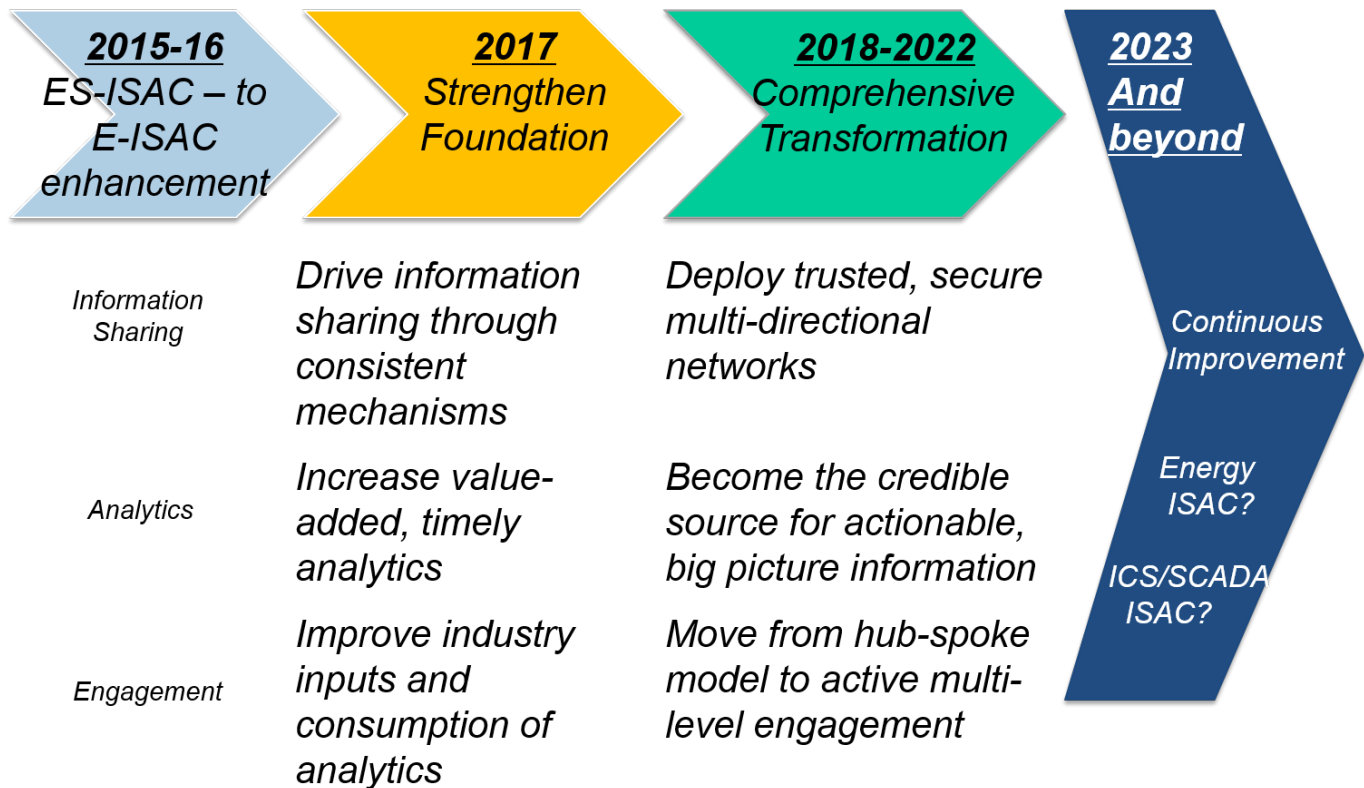 2015-16
ES-ISAC – to
E-ISAC
enhancement
2017
Strengthen
Foundation
2018-2022
Comprehensive
Transformation
2023
And
beyond
Information
Sharing
Drive information
sharing through
consistent
mechanisms
Deploy trusted, secure
multi-directional
networks
Continuous
Improvement
Analytics
Increase value-
added, timely
analytics
Become the credible
source for actionable,
big picture information
Energy
ISAC?
ICS/SCADA
ISAC?
Engagement
Improve industry
inputs and
consumption of
analytics
Move from hub-spoke
model to active multi-
level engagement